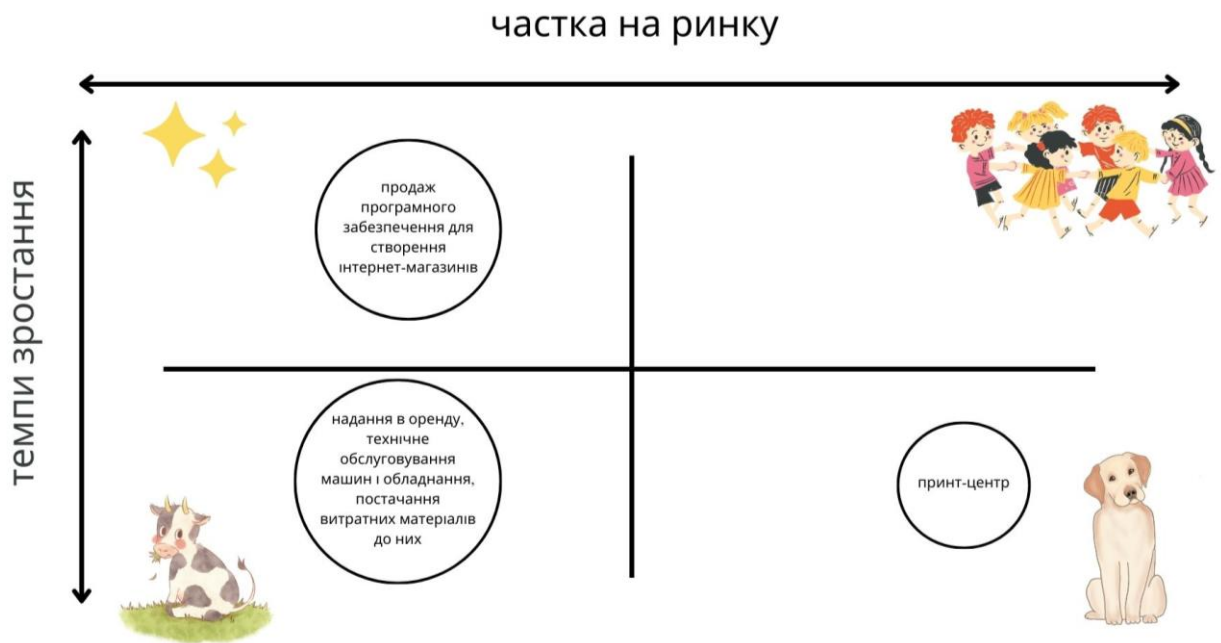 частка на ринку
темпи зростання
продаж
програмного
забезпечення для
створення
інтернет-магазинів
надання в оренду,
технічне
обслуговування
машин і обладнання,
постачання
витратних матеріалів
до них
принт-центр